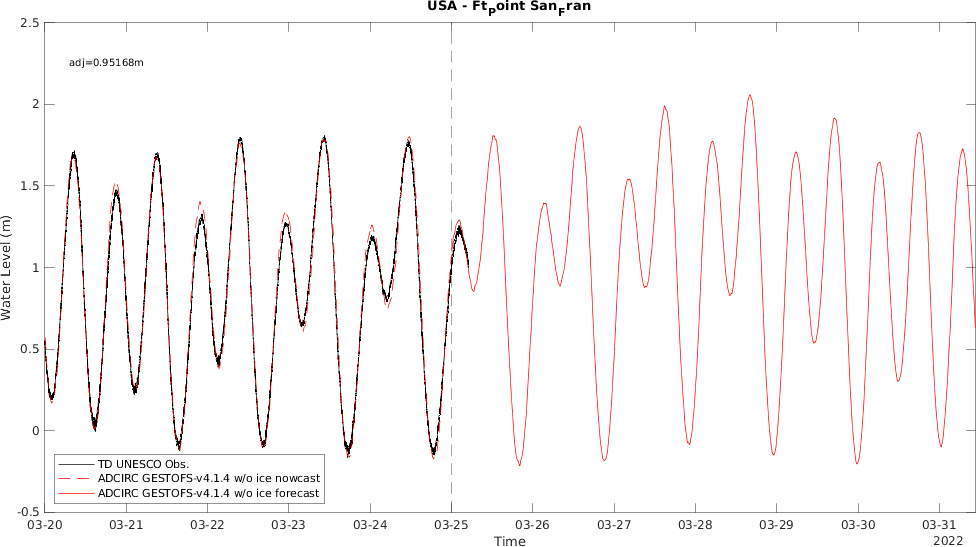 USA - FtPoint SanFran
adj=0.95168m
Water Level (m)
2.5
2
1.5
1
0.5
0
-0.5
TD UNESCO Obs.
ADCIRC GESTOFS-v4.1.4 w/o ice nowcast
ADCIRC GESTOFS-v4.1.4 w/o ice forecast
03-20 03-21 03-22 03-23 03-24 03-25 03-26 03-27 03-28 03-29 03-30 03-31
Time
2022